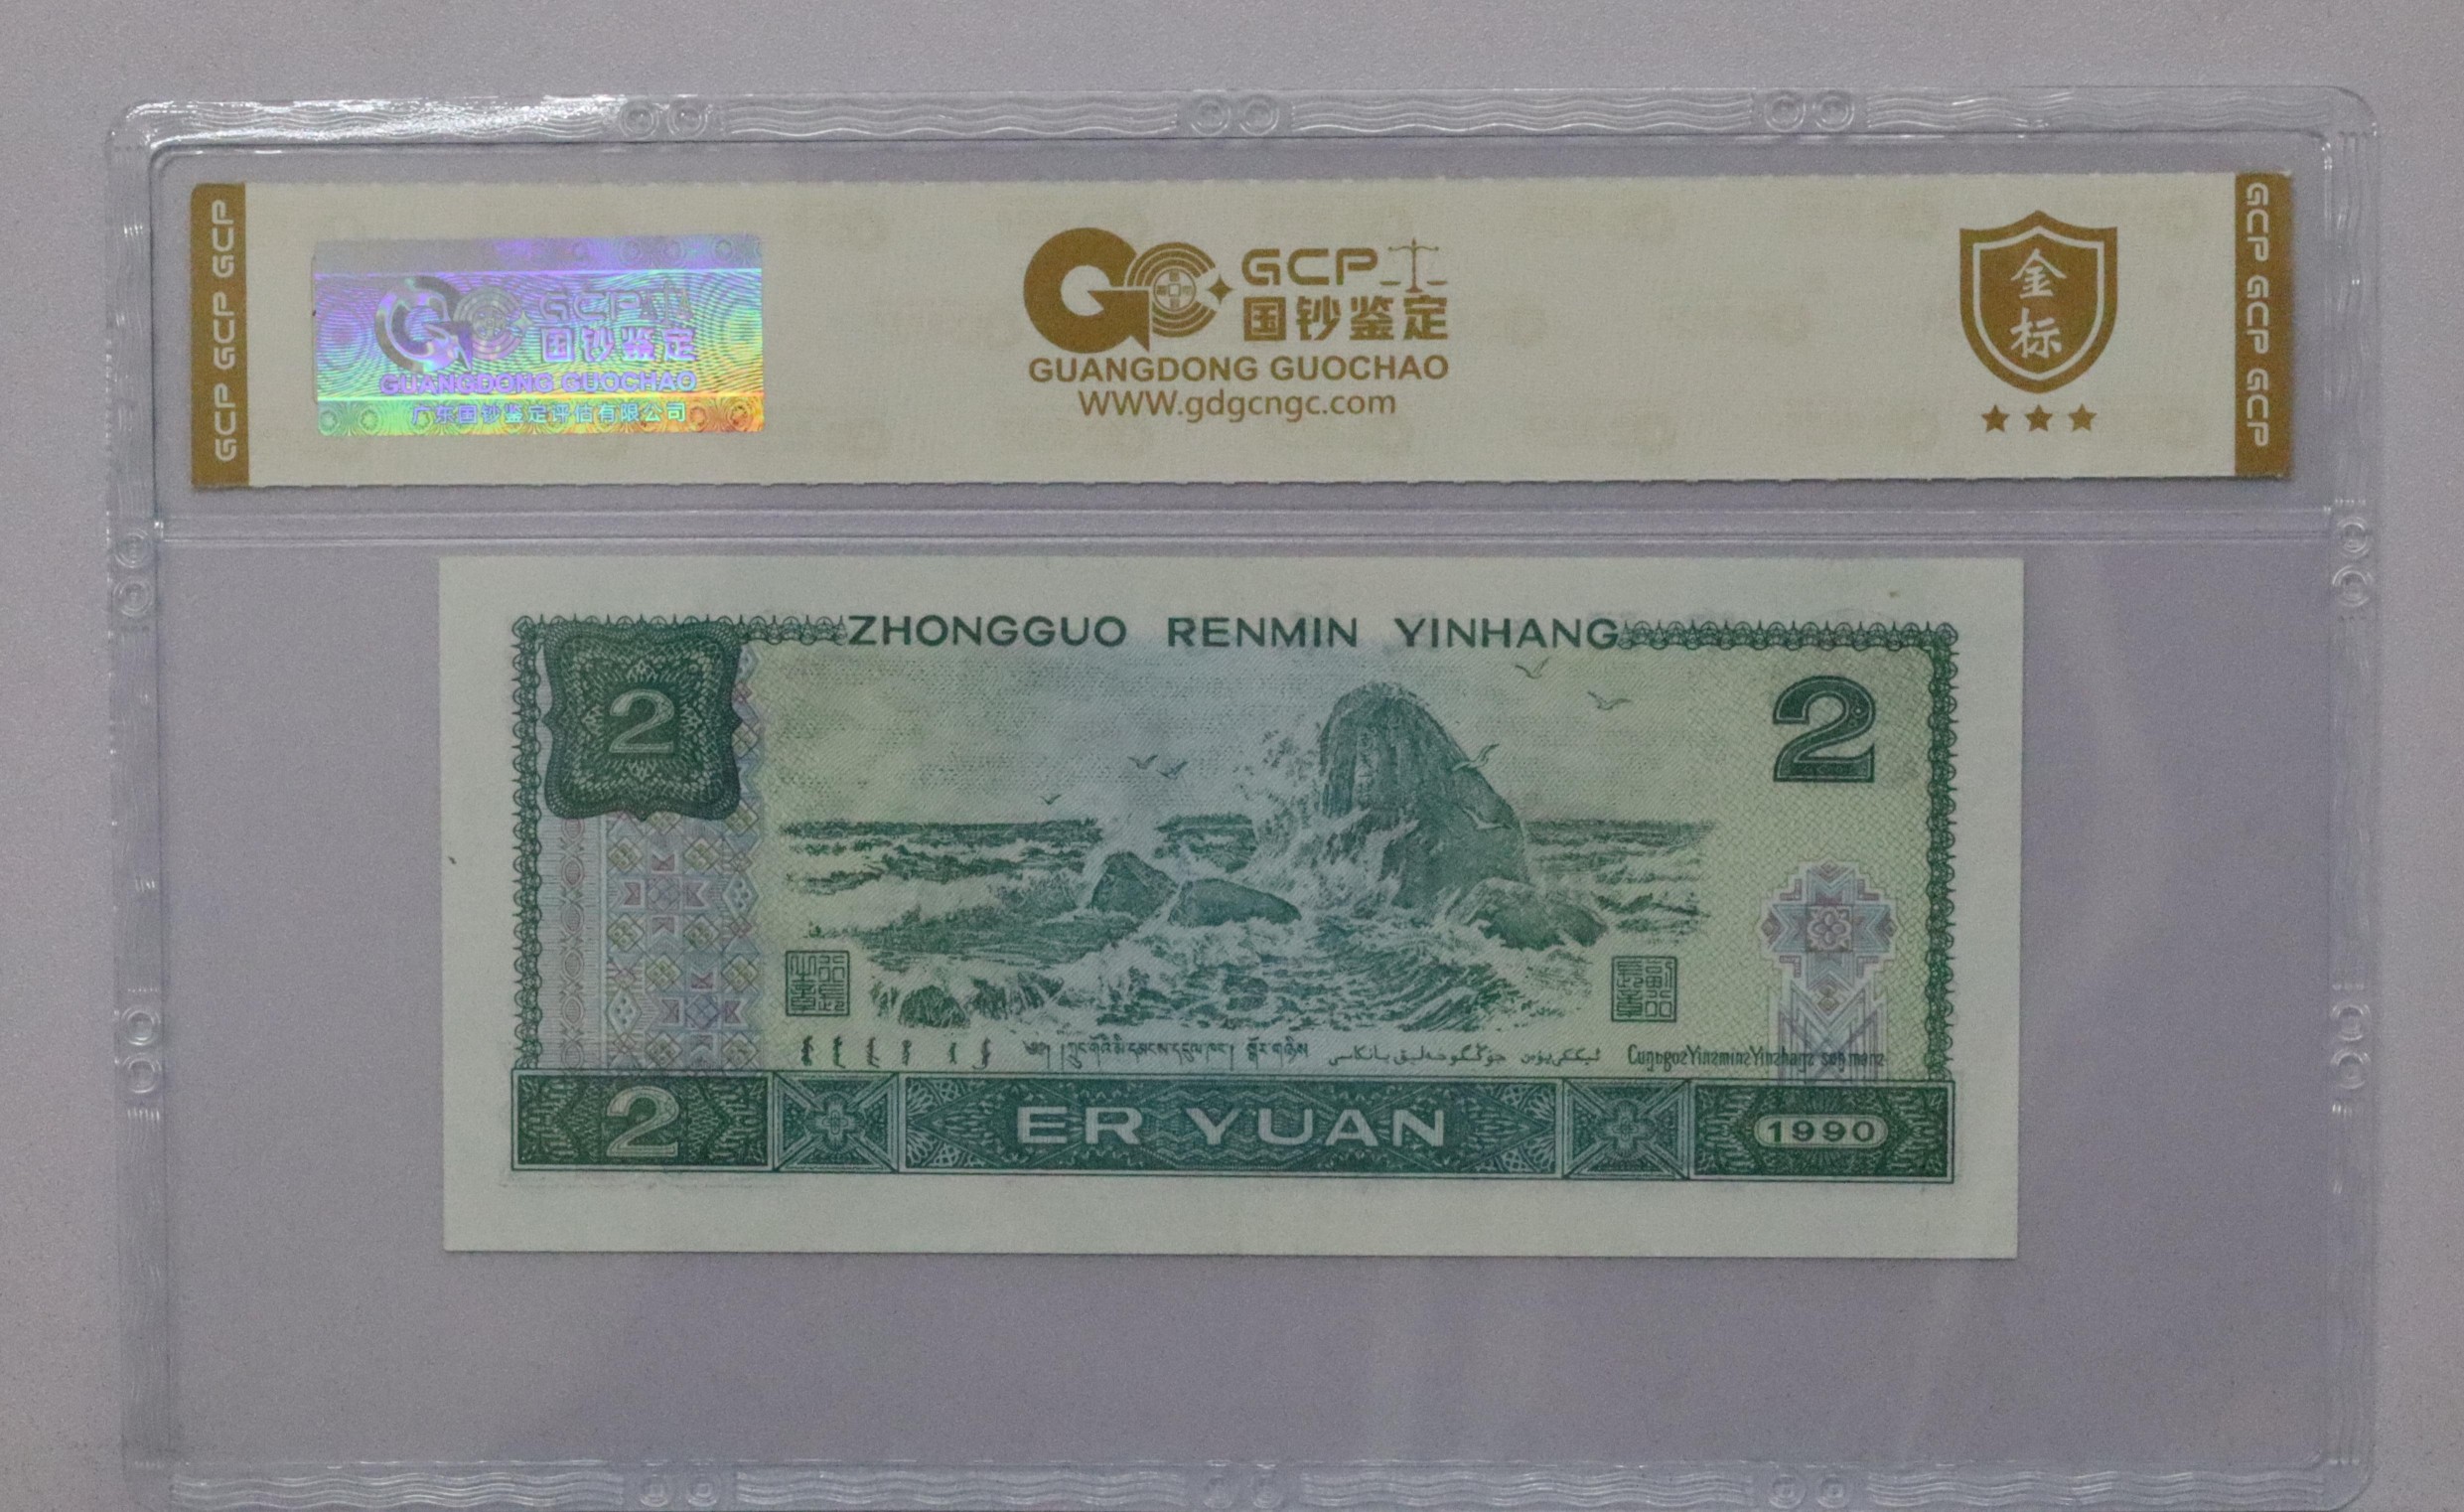 GCP GCP GCP
GCP
国钞鉴定
GUANGDONG GUOCHAO
广东国钞鉴定评估有限公司
GCP
国钞鉴定
GUANGDONG GUOCHAO
www.gdgcngc.com
金
标
GCP GCP GCP
ZHONGGUO RENMIN YINHANG
2
2
2
ER YUAN
1990